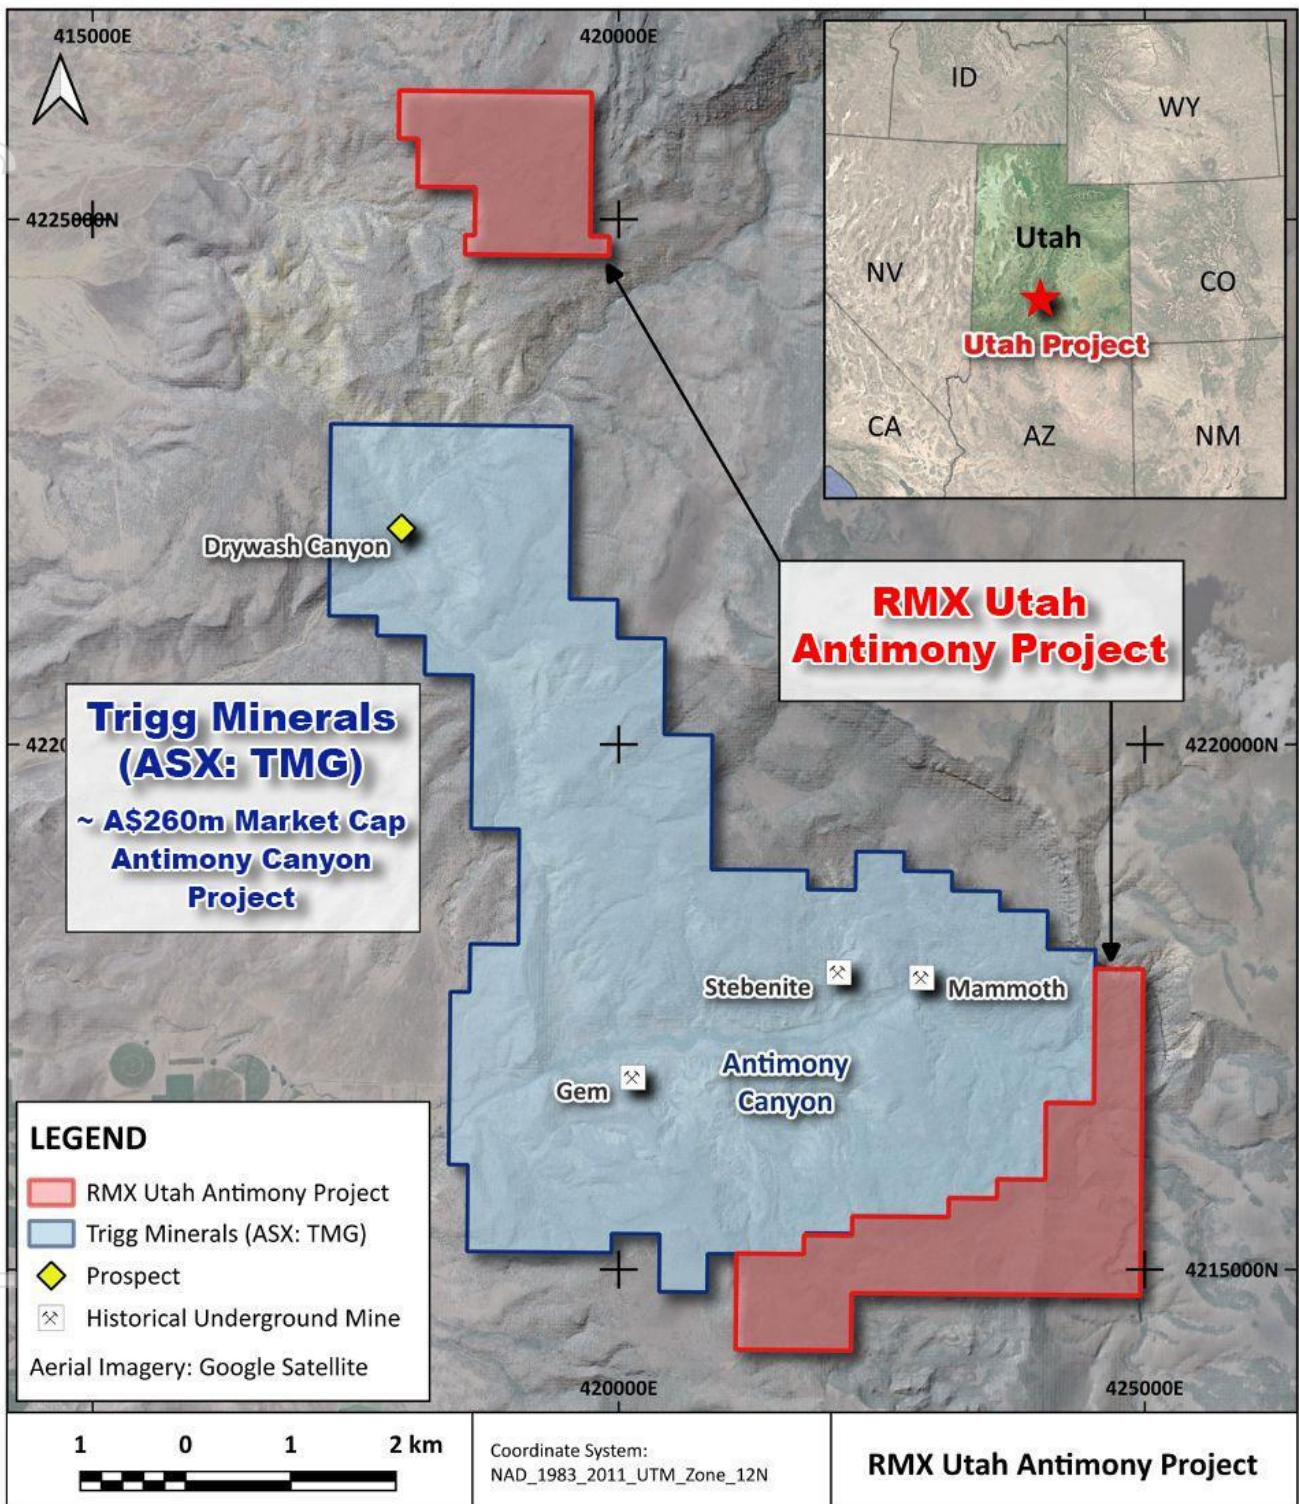 415000E
420000E
ID
WY
4225000N
Utah
NV
CO
Utah Project
CA
AZ
NM
Drywash Canyon
RMX Utah
Antimony Project
Trigg Minerals
(ASX: TMG)
~ A$260m Market Cap
Antimony Canyon
Project
4220000N
Stebenite
Mammoth
Antimony
Canyon
Gem
LEGEND
RMX Utah Antimony Project
Trigg Minerals (ASX: TMG)
Prospect
Historical Underground Mine
Aerial Imagery: Google Satellite
4215000N
420000E
425000E
1 0 1 2 km
Coordinate System:
NAD_1983_2011_UTM_Zone_12N
RMX Utah Antimony Project